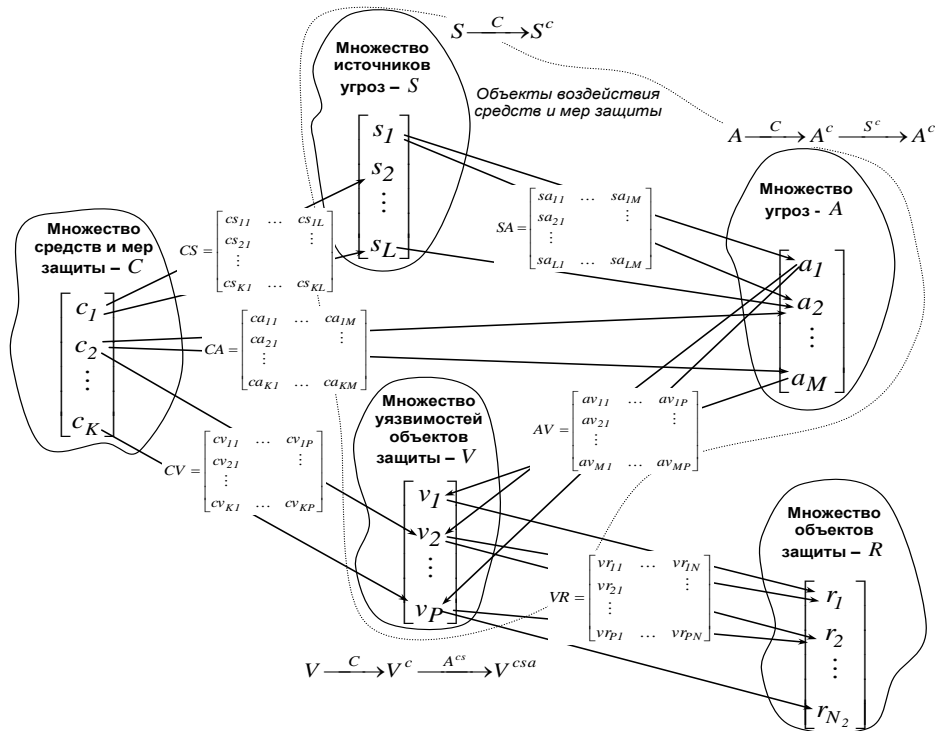 S —C→ S^c
Множество
источников
угроз – S
Объекты воздействия
средств и мер защиты
A —C→ A^c —S^c→ A^c
Множество
угроз - A
s_1
s_2
⋮
s_L
SA = [sa_11 … sa_1M
sa_21 ⋮
⋮
sa_L1 … sa_LM]
a_1
a_2
⋮
a_M
Множество
средств и мер
защиты – C
c_1
c_2
⋮
c_K
CS = [cs_11 … cs_1L
cs_21 ⋮
⋮
cs_K1 … cs_KL]
CA = [ca_11 … ca_1M
ca_21 ⋮
⋮
ca_K1 … ca_KM]
CV = [cv_11 … cv_1P
cv_21 ⋮
⋮
cv_K1 … cv_KP]
Множество
уязвимостей
объектов
защиты – V
v_1
v_2
⋮
v_P
AV = [av_11 … av_1P
av_21 ⋮
⋮
av_M1 … av_MP]
VR = [vr_11 … vr_1N
vr_21 ⋮
⋮
vr_P1 … vr_PN]
Множество
объектов
защиты – R
r_1
r_2
⋮
r_N_2
V —C→ V^c —A^cs→ V^csa